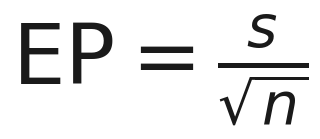 EP = s / √n